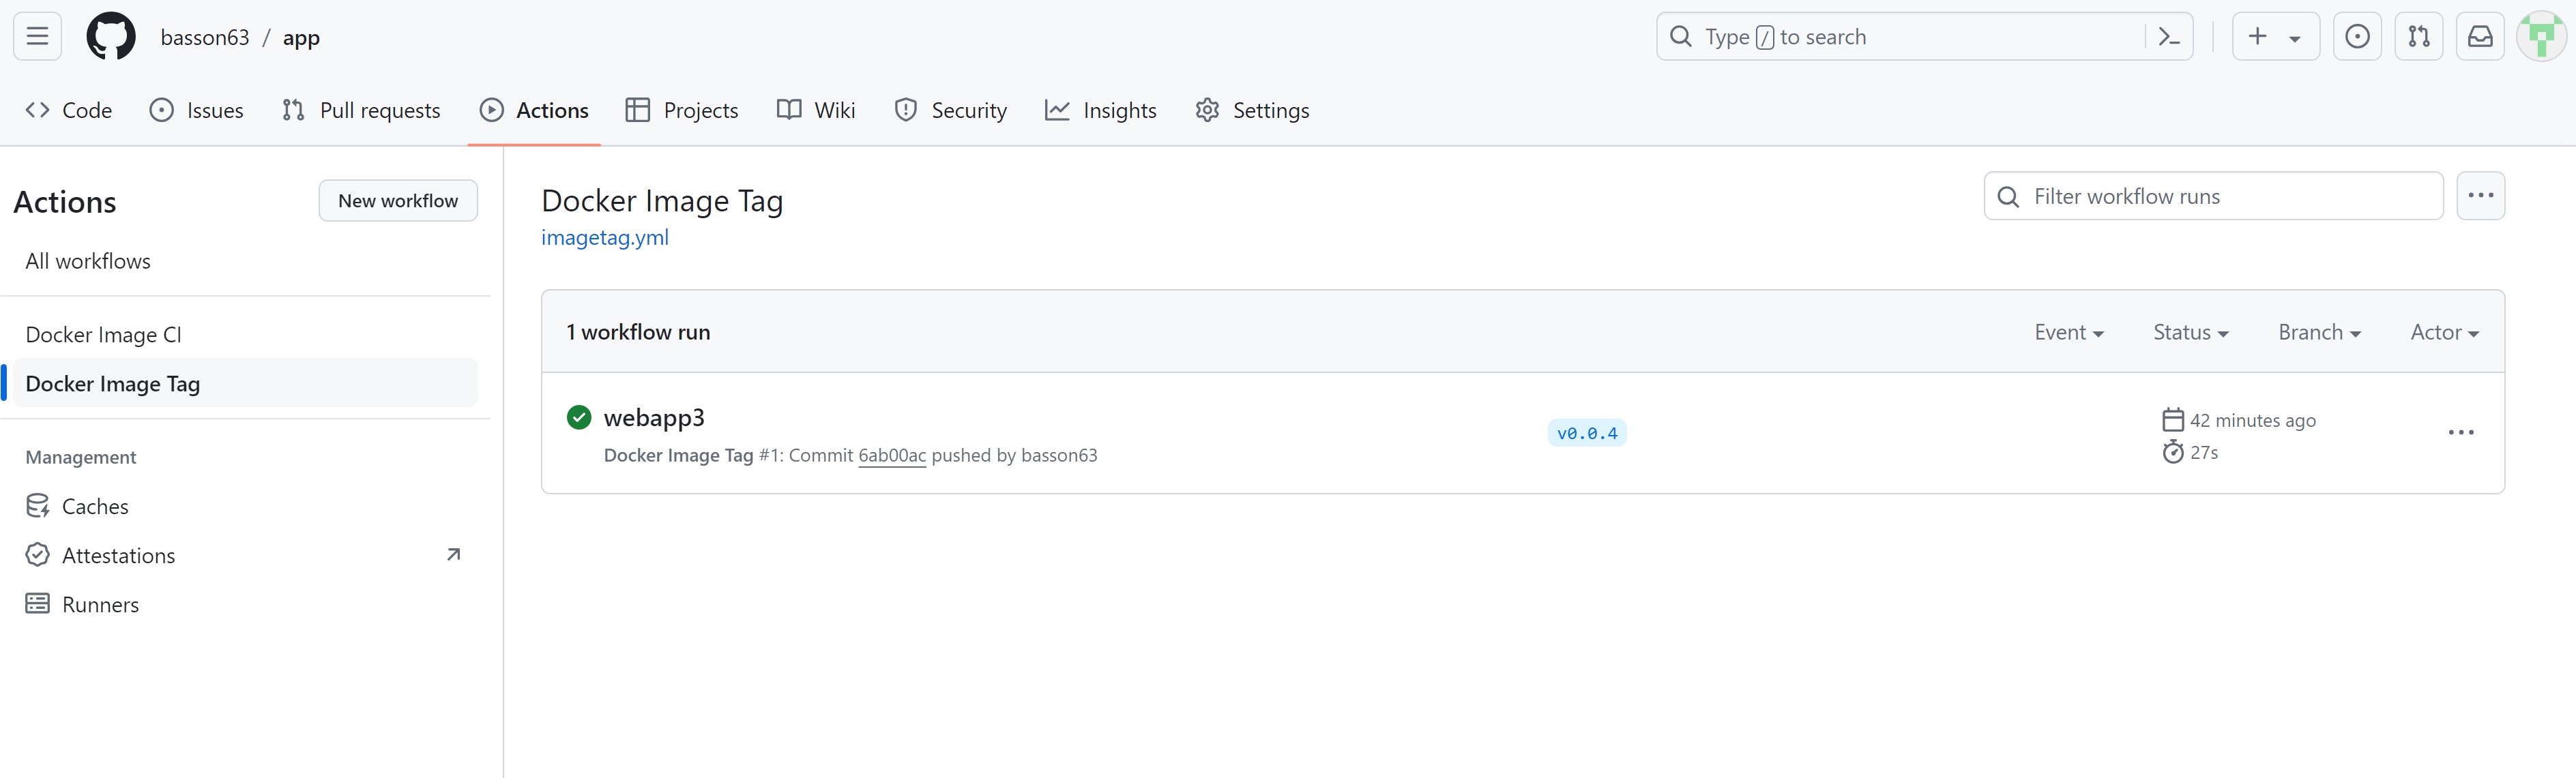 basson63 / app
Type / to search
Code Issues Pull requests Actions Projects Wiki Security Insights Settings
Actions
New workflow
All workflows
Docker Image CI
Docker Image Tag
Management
Caches
Attestations
Runners
Docker Image Tag
imagetag.yml
Filter workflow runs
1 workflow run
Event Status Branch Actor
webapp3
Docker Image Tag #1: Commit 6ab00ac pushed by basson63
v0.0.4
42 minutes ago
27s